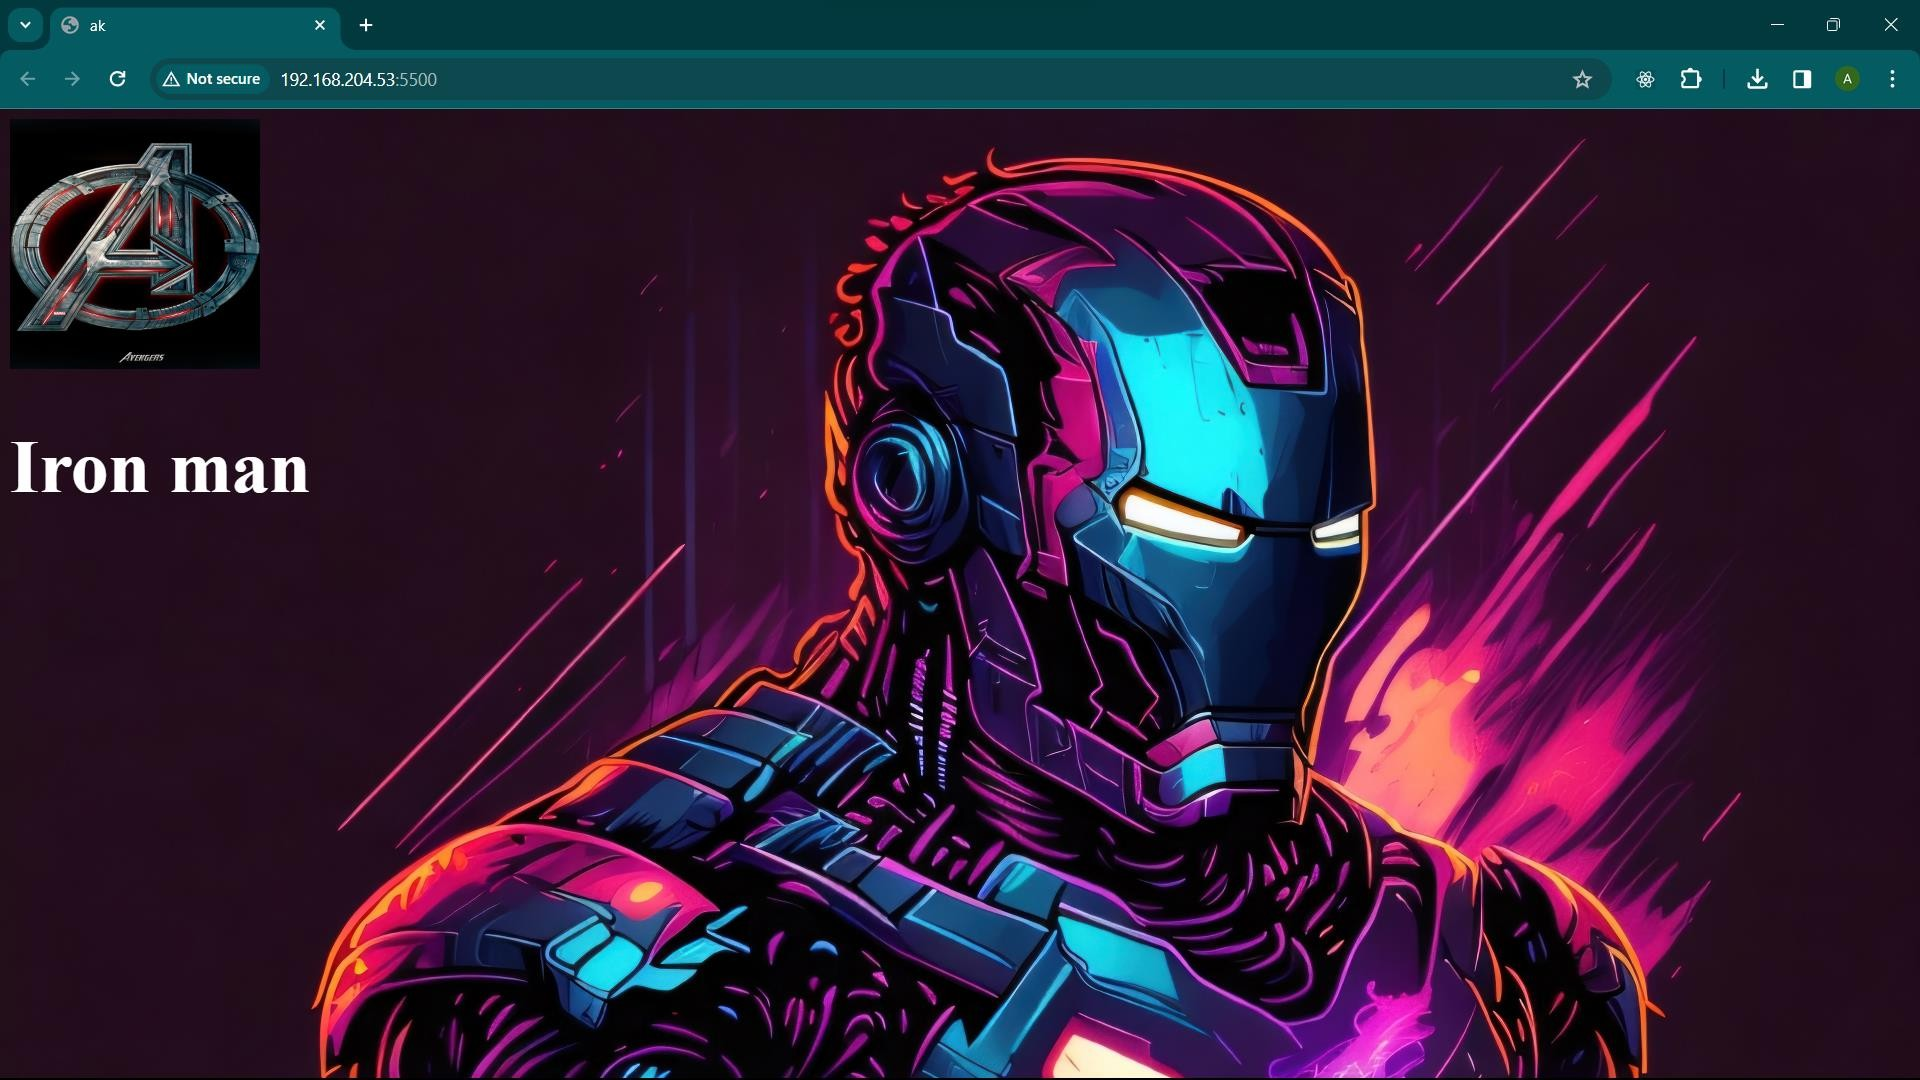 ak
Not secure
192.168.204.53:5500
A
AVENGERS
Iron man